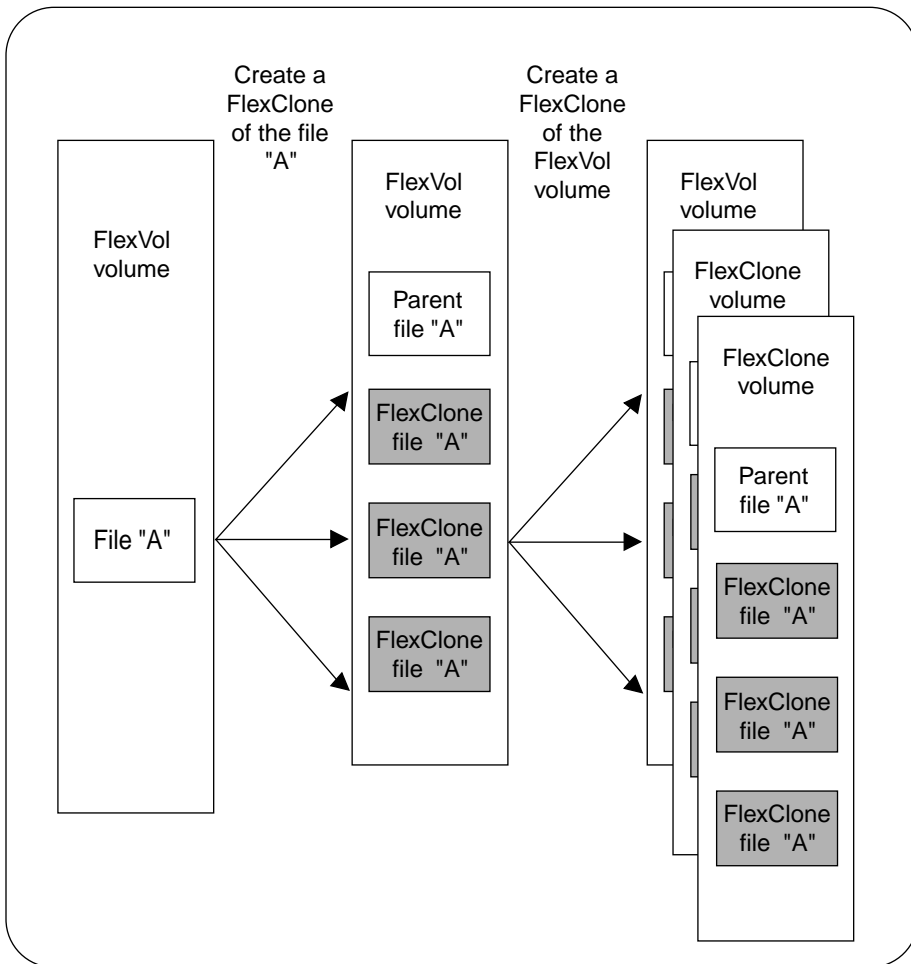 Create a
FlexClone
of the file
"A"
Create a
FlexClone
of the
FlexVol
volume
FlexVol
volume
File "A"
FlexVol
volume
Parent
file "A"
FlexClone
file "A"
FlexClone
file "A"
FlexClone
file "A"
FlexVol
volume
FlexClone
volume
FlexClone
volume
Parent
file "A"
FlexClone
file "A"
FlexClone
file "A"
FlexClone
file "A"